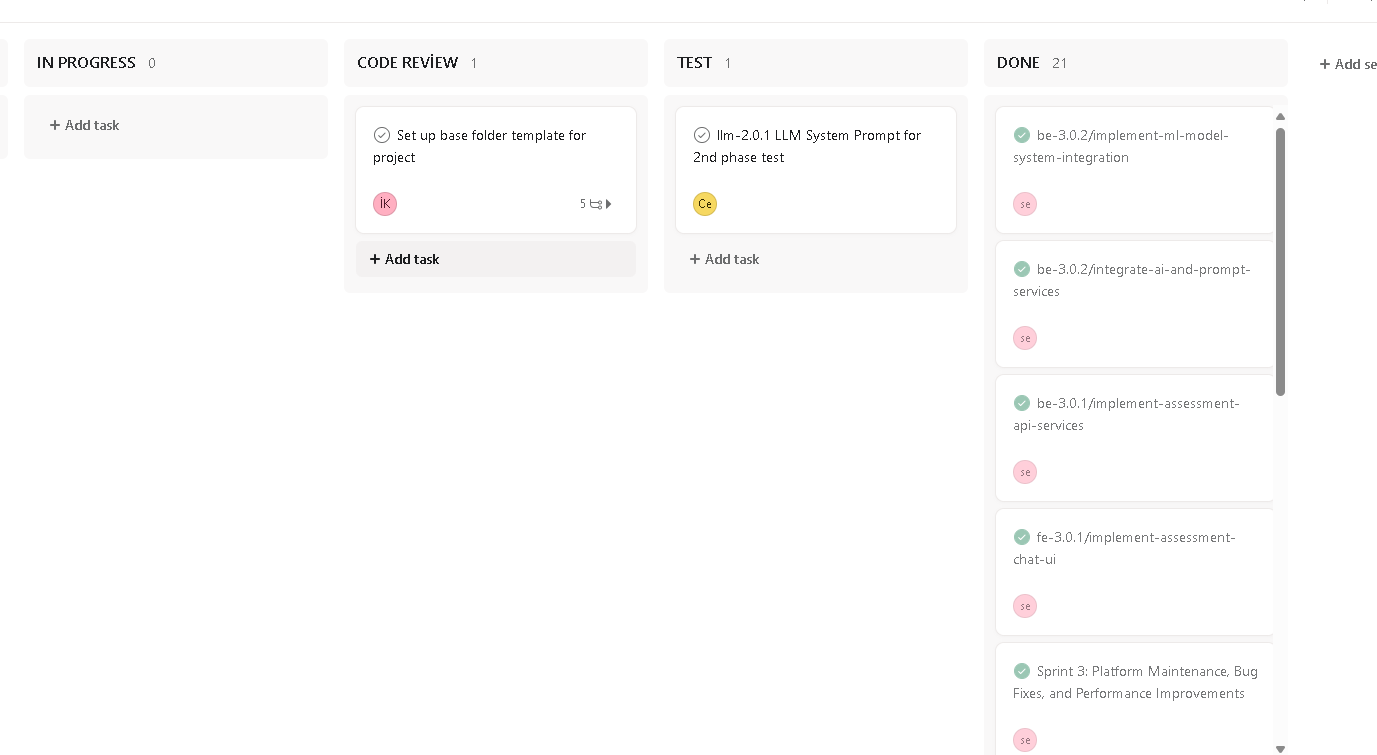 IN PROGRESS 0
+ Add task
CODE REVİEW 1
Set up base folder template for
project
İK
5
+ Add task
TEST 1
llm-2.0.1 LLM System Prompt for
2nd phase test
Ce
+ Add task
DONE 21
be-3.0.2/implement-ml-model-
system-integration
se
be-3.0.2/integrate-ai-and-prompt-
services
se
be-3.0.1/implement-assessment-
api-services
se
fe-3.0.1/implement-assessment-
chat-ui
se
Sprint 3: Platform Maintenance, Bug
Fixes, and Performance Improvements
se
+ Add se